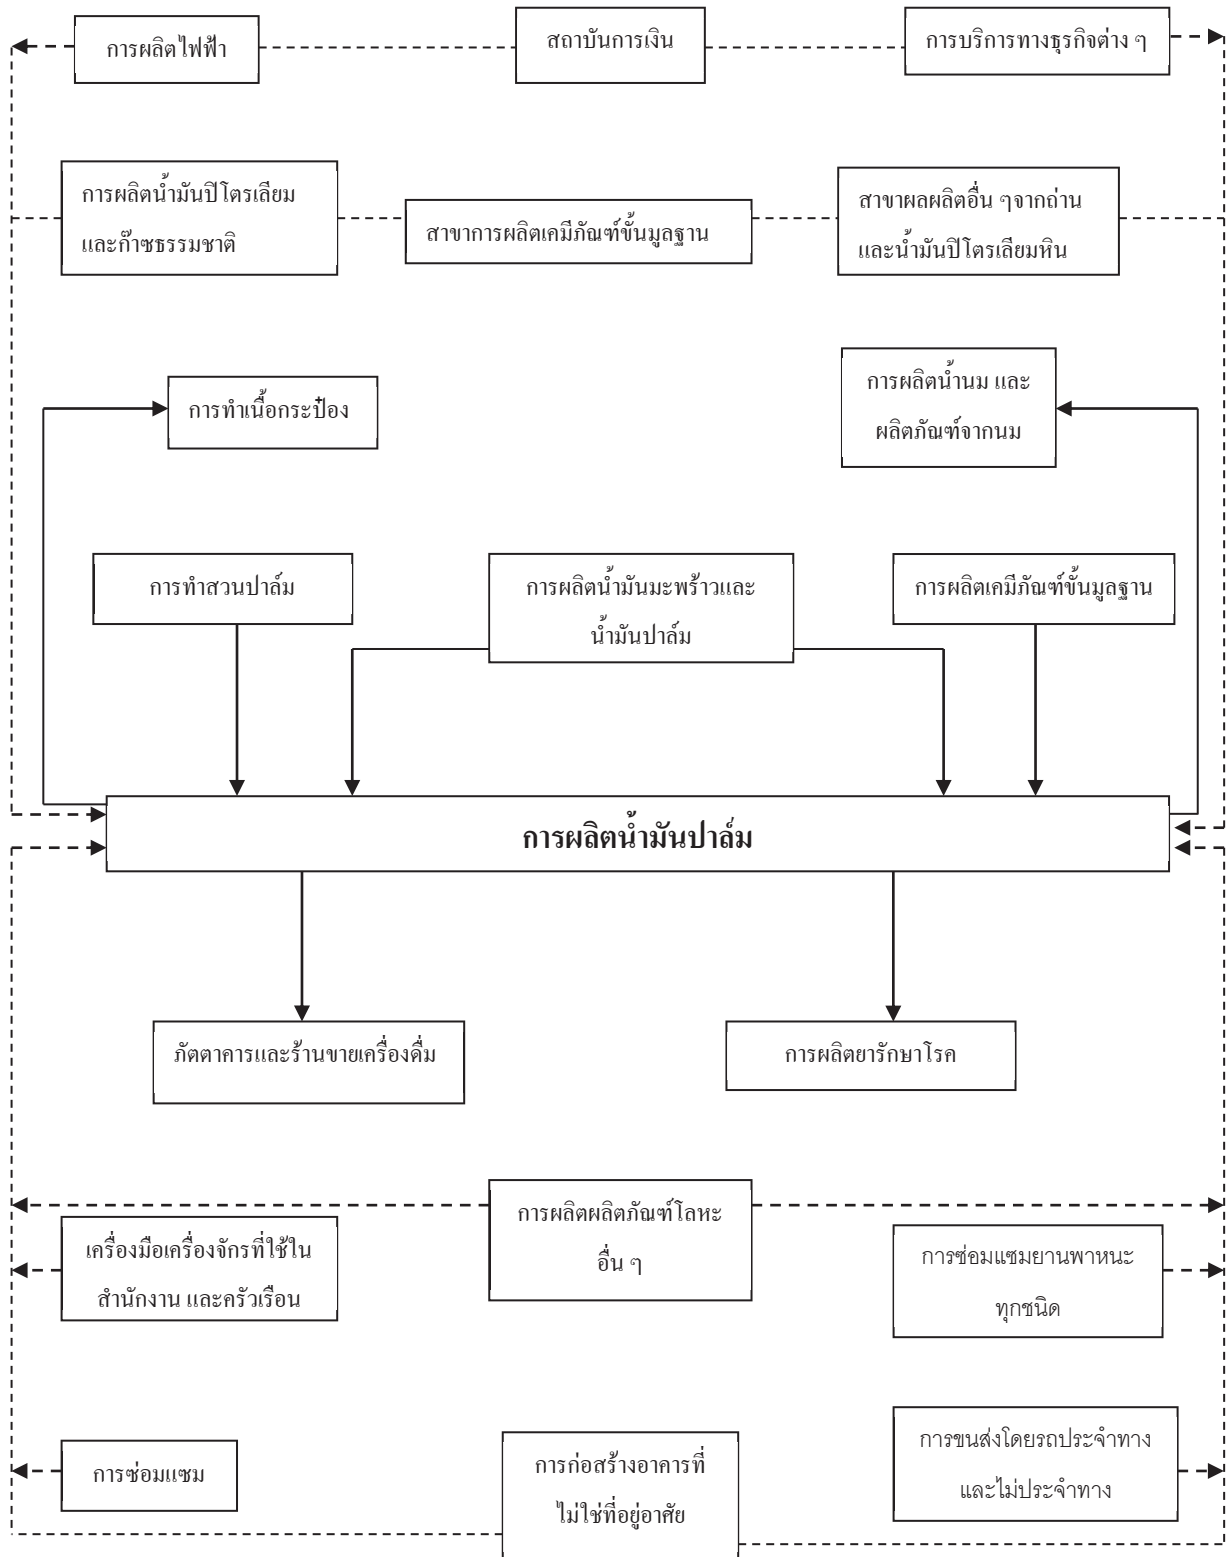 การผลิตไฟฟ้า
สถาบันการเงิน
การบริการทางธุรกิจต่าง ๆ
การผลิตน้ำมันปิโตรเลียม
และก๊าซธรรมชาติ
สาขาการผลิตเคมีภัณฑ์ขั้นมูลฐาน
สาขาผลผลิตอื่น ๆจากถ่าน
และน้ำมันปิโตรเลียมหิน
การทำเนื้อกระป๋อง
การผลิตน้ำนม และ
ผลิตภัณฑ์จากนม
การทำสวนปาล์ม
การผลิตน้ำมันมะพร้าวและ
น้ำมันปาล์ม
การผลิตเคมีภัณฑ์ขั้นมูลฐาน
การผลิตน้ำมันปาล์ม
ภัตตาคารและร้านขายเครื่องดื่ม
การผลิตยารักษาโรค
การผลิตผลิตภัณฑ์โลหะ
อื่น ๆ
เครื่องมือเครื่องจักรที่ใช้ใน
สำนักงาน และครัวเรือน
การซ่อมแซมยานพาหนะ
ทุกชนิด
การซ่อมแซม
การก่อสร้างอาคารที่
ไม่ใช่ที่อยู่อาศัย
การขนส่งโดยรถประจำทาง
และไม่ประจำทาง